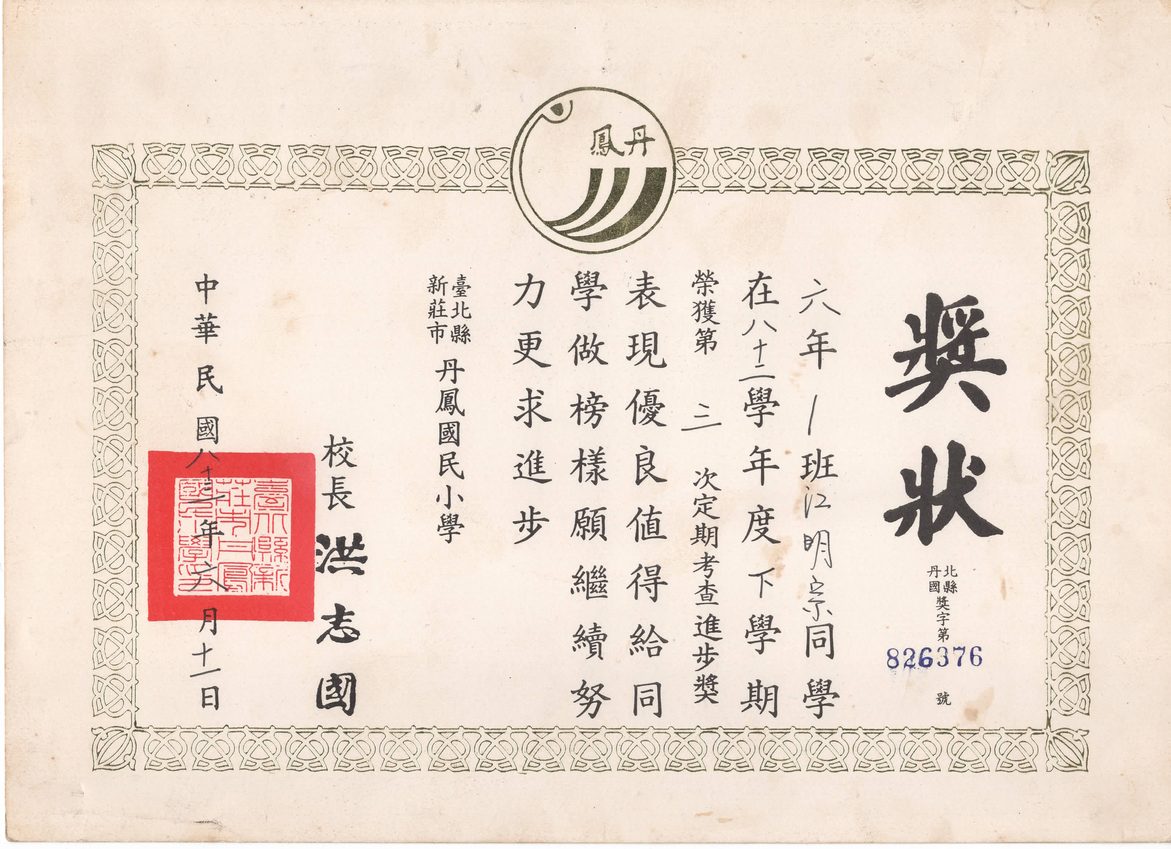 丹鳳
獎狀
北縣
丹國
獎字第
826376
號
六年1班江明宗同學
在八十二學年度下學期
榮獲第三次定期考查進步獎
表現優良值得給同
學做榜樣願繼續努
力更求進步
臺北縣
新莊市
丹鳳國民小學
校長洪志國
中華民國八十三年六月十一日
臺北縣新
莊市丹鳳